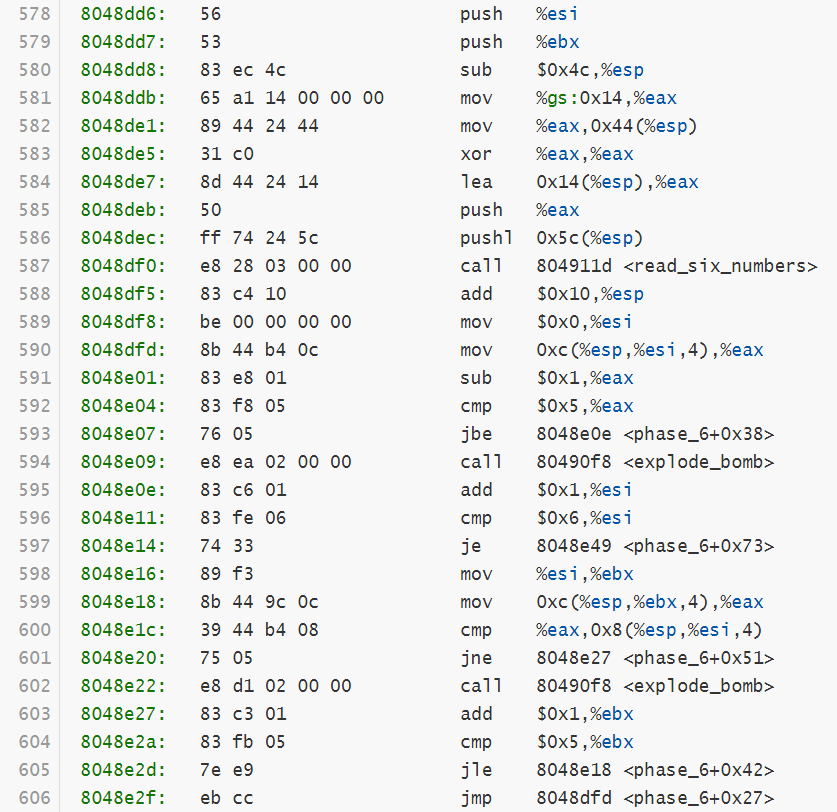 578 8048dd6: 56 push %esi
579 8048dd7: 53 push %ebx
580 8048dd8: 83 ec 4c sub $0x4c,%esp
581 8048ddb: 65 a1 14 00 00 00 mov %gs:0x14,%eax
582 8048de1: 89 44 24 44 mov %eax,0x44(%esp)
583 8048de5: 31 c0 xor %eax,%eax
584 8048de7: 8d 44 24 14 lea 0x14(%esp),%eax
585 8048deb: 50 push %eax
586 8048dec: ff 74 24 5c pushl 0x5c(%esp)
587 8048df0: e8 28 03 00 00 call 804911d <read_six_numbers>
588 8048df5: 83 c4 10 add $0x10,%esp
589 8048df8: be 00 00 00 00 mov $0x0,%esi
590 8048dfd: 8b 44 b4 0c mov 0xc(%esp,%esi,4),%eax
591 8048e01: 83 e8 01 sub $0x1,%eax
592 8048e04: 83 f8 05 cmp $0x5,%eax
593 8048e07: 76 05 jbe 8048e0e <phase_6+0x38>
594 8048e09: e8 ea 02 00 00 call 80490f8 <explode_bomb>
595 8048e0e: 83 c6 01 add $0x1,%esi
596 8048e11: 83 fe 06 cmp $0x6,%esi
597 8048e14: 74 33 je 8048e49 <phase_6+0x73>
598 8048e16: 89 f3 mov %esi,%ebx
599 8048e18: 8b 44 9c 0c mov 0xc(%esp,%ebx,4),%eax
600 8048e1c: 39 44 b4 08 cmp %eax,0x8(%esp,%esi,4)
601 8048e20: 75 05 jne 8048e27 <phase_6+0x51>
602 8048e22: e8 d1 02 00 00 call 80490f8 <explode_bomb>
603 8048e27: 83 c3 01 add $0x1,%ebx
604 8048e2a: 83 fb 05 cmp $0x5,%ebx
605 8048e2d: 7e e9 jle 8048e18 <phase_6+0x42>
606 8048e2f: eb cc jmp 8048dfd <phase_6+0x27>